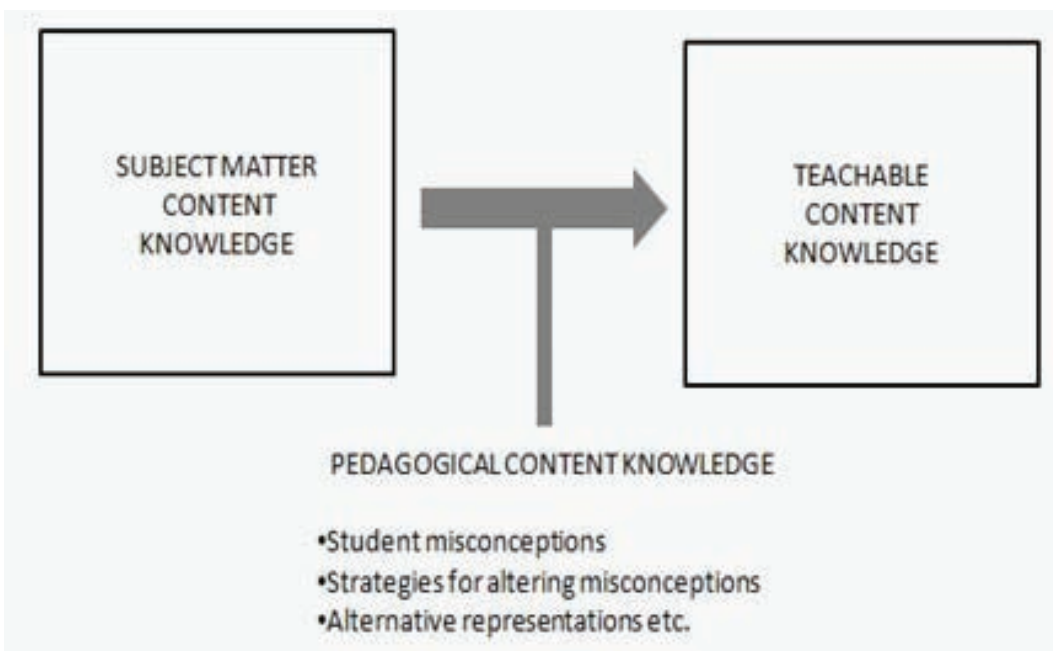 SUBJECT MATTER
CONTENT
KNOWLEDGE
TEACHABLE
CONTENT
KNOWLEDGE
PEDAGOGICAL CONTENT KNOWLEDGE
•Student misconceptions
•Strategies for altering misconceptions
•Alternative representations etc.